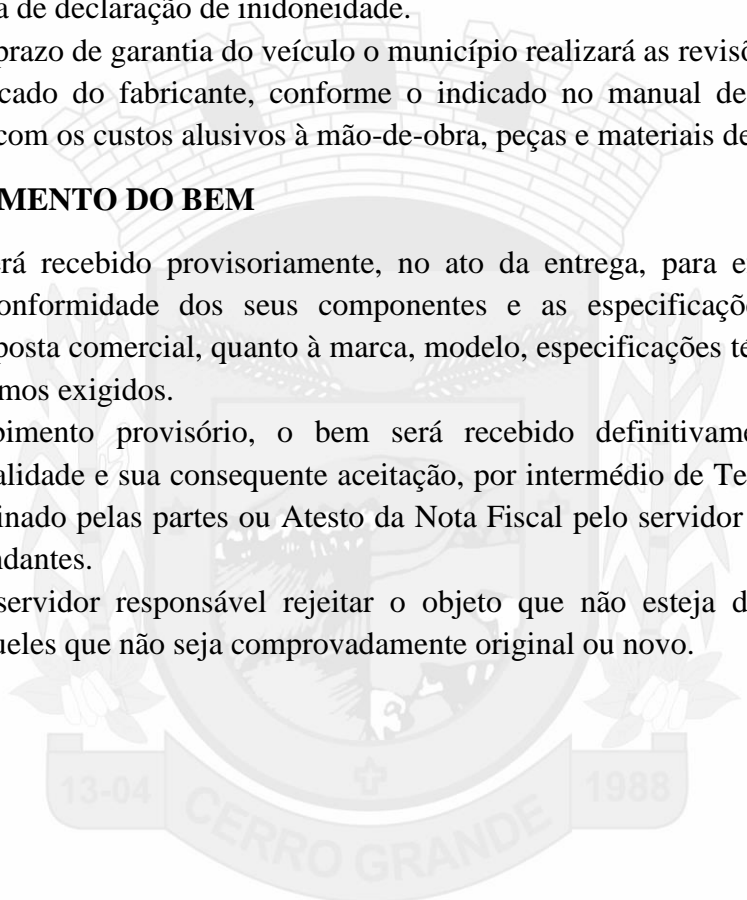 a de declaração de inidoneidade.
prazo de garantia do veículo o município realizará as revisõ
cado do fabricante, conforme o indicado no manual de
com os custos alusivos à mão-de-obra, peças e materiais de
MENTO DO BEM
rá recebido provisoriamente, no ato da entrega, para e
onformidade dos seus componentes e as especificaçõe
posta comercial, quanto à marca, modelo, especificações té
mos exigidos.
bimento provisório, o bem será recebido definitivame
alidade e sua consequente aceitação, por intermédio de Te
inado pelas partes ou Atesto da Nota Fiscal pelo servidor
ndantes.
servidor responsável rejeitar o objeto que não esteja d
ueles que não seja comprovadamente original ou novo.
13-04 1988
CERRO GRANDE